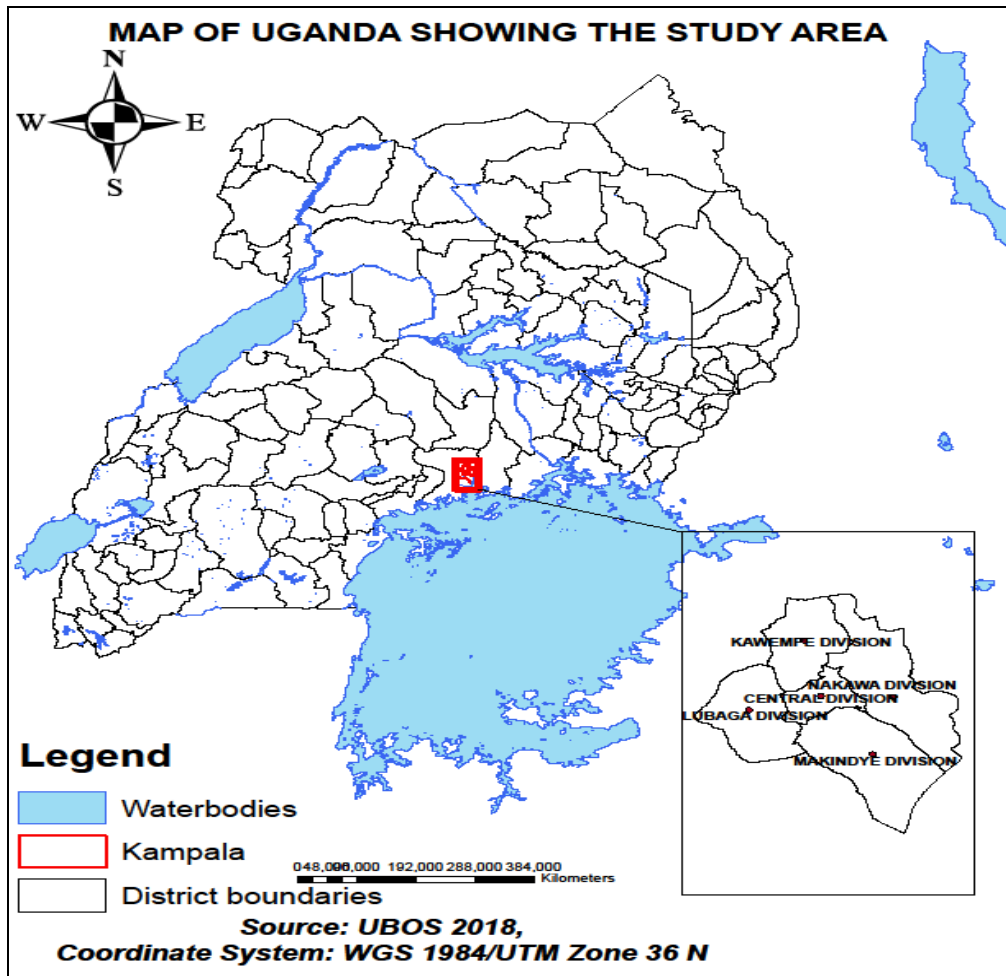 MAP OF UGANDA SHOWING THE STUDY AREA
N
W
E
S
KAWEMPE DIVISION
NAKAWA DIVISION
CENTRAL DIVISION
LUBAGA DIVISION
MAKINDYE DIVISION
Legend
Waterbodies
Kampala
District boundaries
192,000 288,000 384,000
Kilometers
Source: UBOS 2018,
Coordinate System: WGS 1984/UTM Zone 36 N